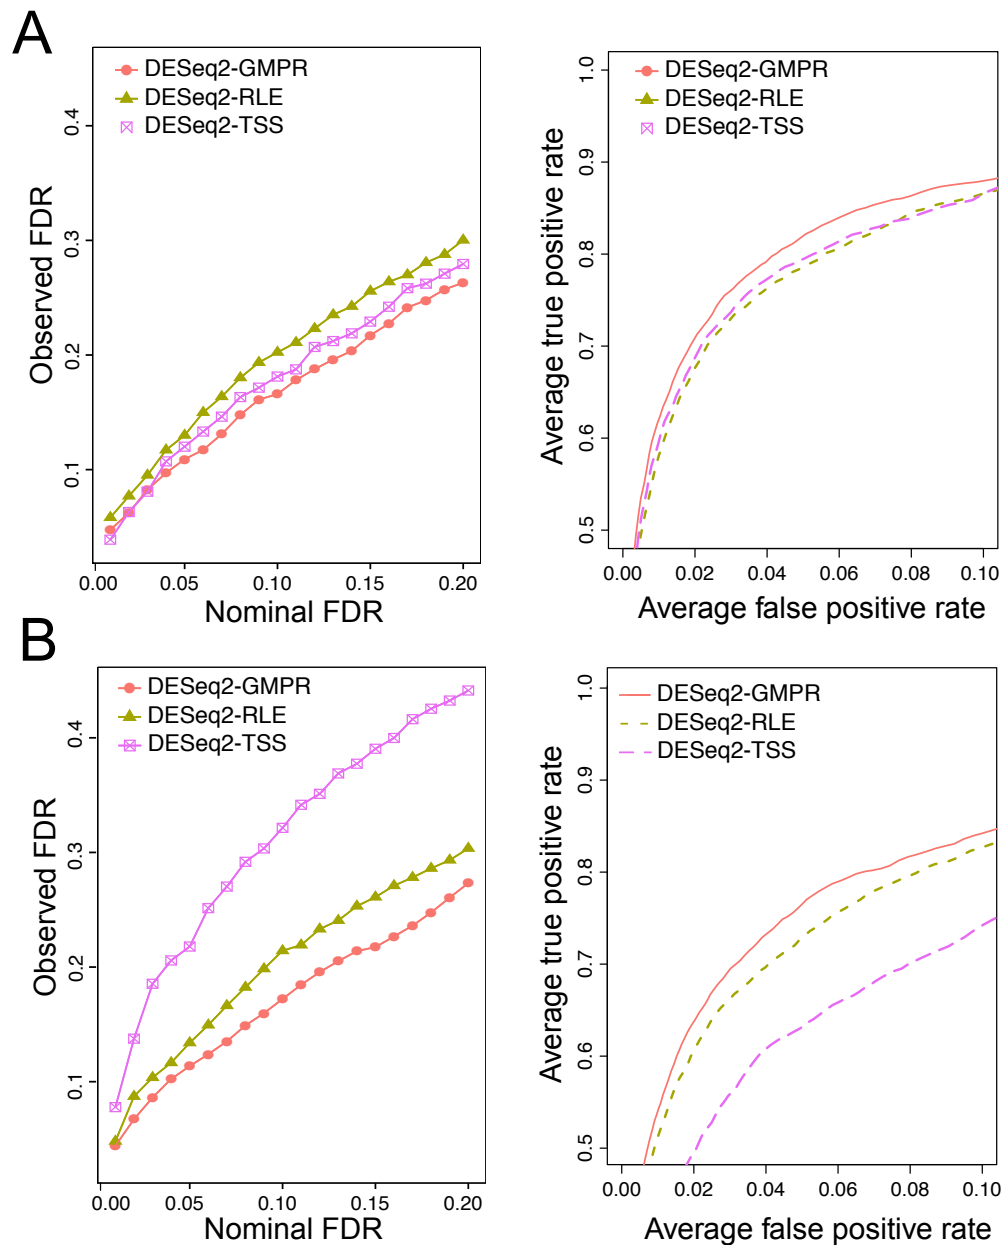 A
DESeq2-GMPR
DESeq2-RLE
DESeq2-TSS
Observed FDR
0.4
0.3
0.2
0.1
0.00 0.05 0.10 0.15 0.20
Nominal FDR
DESeq2-GMPR
DESeq2-RLE
DESeq2-TSS
Average true positive rate
1.0
0.9
0.8
0.7
0.6
0.5
0.00 0.02 0.04 0.06 0.08 0.10
Average false positive rate
B
DESeq2-GMPR
DESeq2-RLE
DESeq2-TSS
Observed FDR
0.4
0.3
0.2
0.1
0.00 0.05 0.10 0.15 0.20
Nominal FDR
DESeq2-GMPR
DESeq2-RLE
DESeq2-TSS
Average true positive rate
1.0
0.9
0.8
0.7
0.6
0.5
0.00 0.02 0.04 0.06 0.08 0.10
Average false positive rate